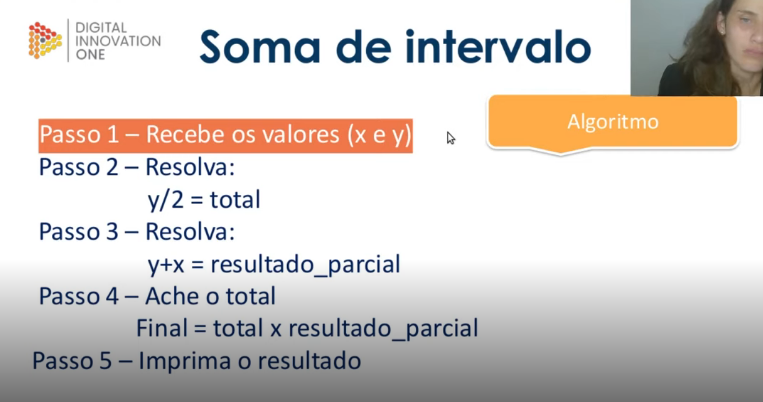 DIGITAL
INNOVATION
ONE
Soma de intervalo
Algoritmo
Passo 1 – Recebe os valores (x e y)
Passo 2 – Resolva:
y/2 = total
Passo 3 – Resolva:
y+x = resultado_parcial
Passo 4 – Ache o total
Final = total x resultado_parcial
Passo 5 – Imprima o resultado